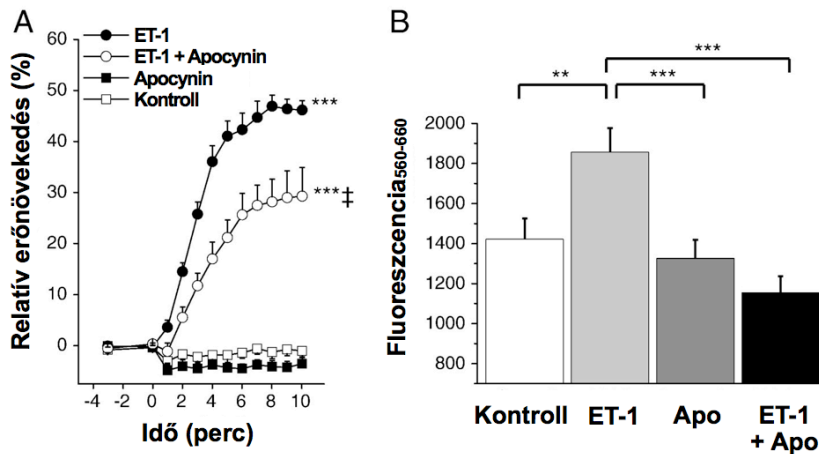 A
Relatív erőnövekedés (%)
60
50
40
30
20
10
0
ET-1
ET-1 + Apocynin
Apocynin
Kontroll
***
***‡
-4 -2 0 2 4 6 8 10
Idő (perc)
B
** *** ***
Fluoreszcencia560-660
2000
1800
1600
1400
1200
1000
800
Kontroll ET-1 Apo ET-1
+ Apo